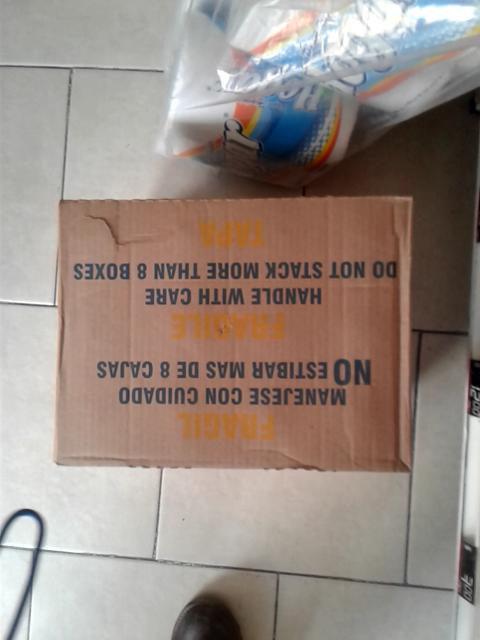 FRAGIL
MANEJESE CON CUIDADO
NO ESTIBAR MAS DE 8 CAJAS
FRAGILE
HANDLE WITH CARE
DO NOT STACK MORE THAN 8 BOXES
TAPA